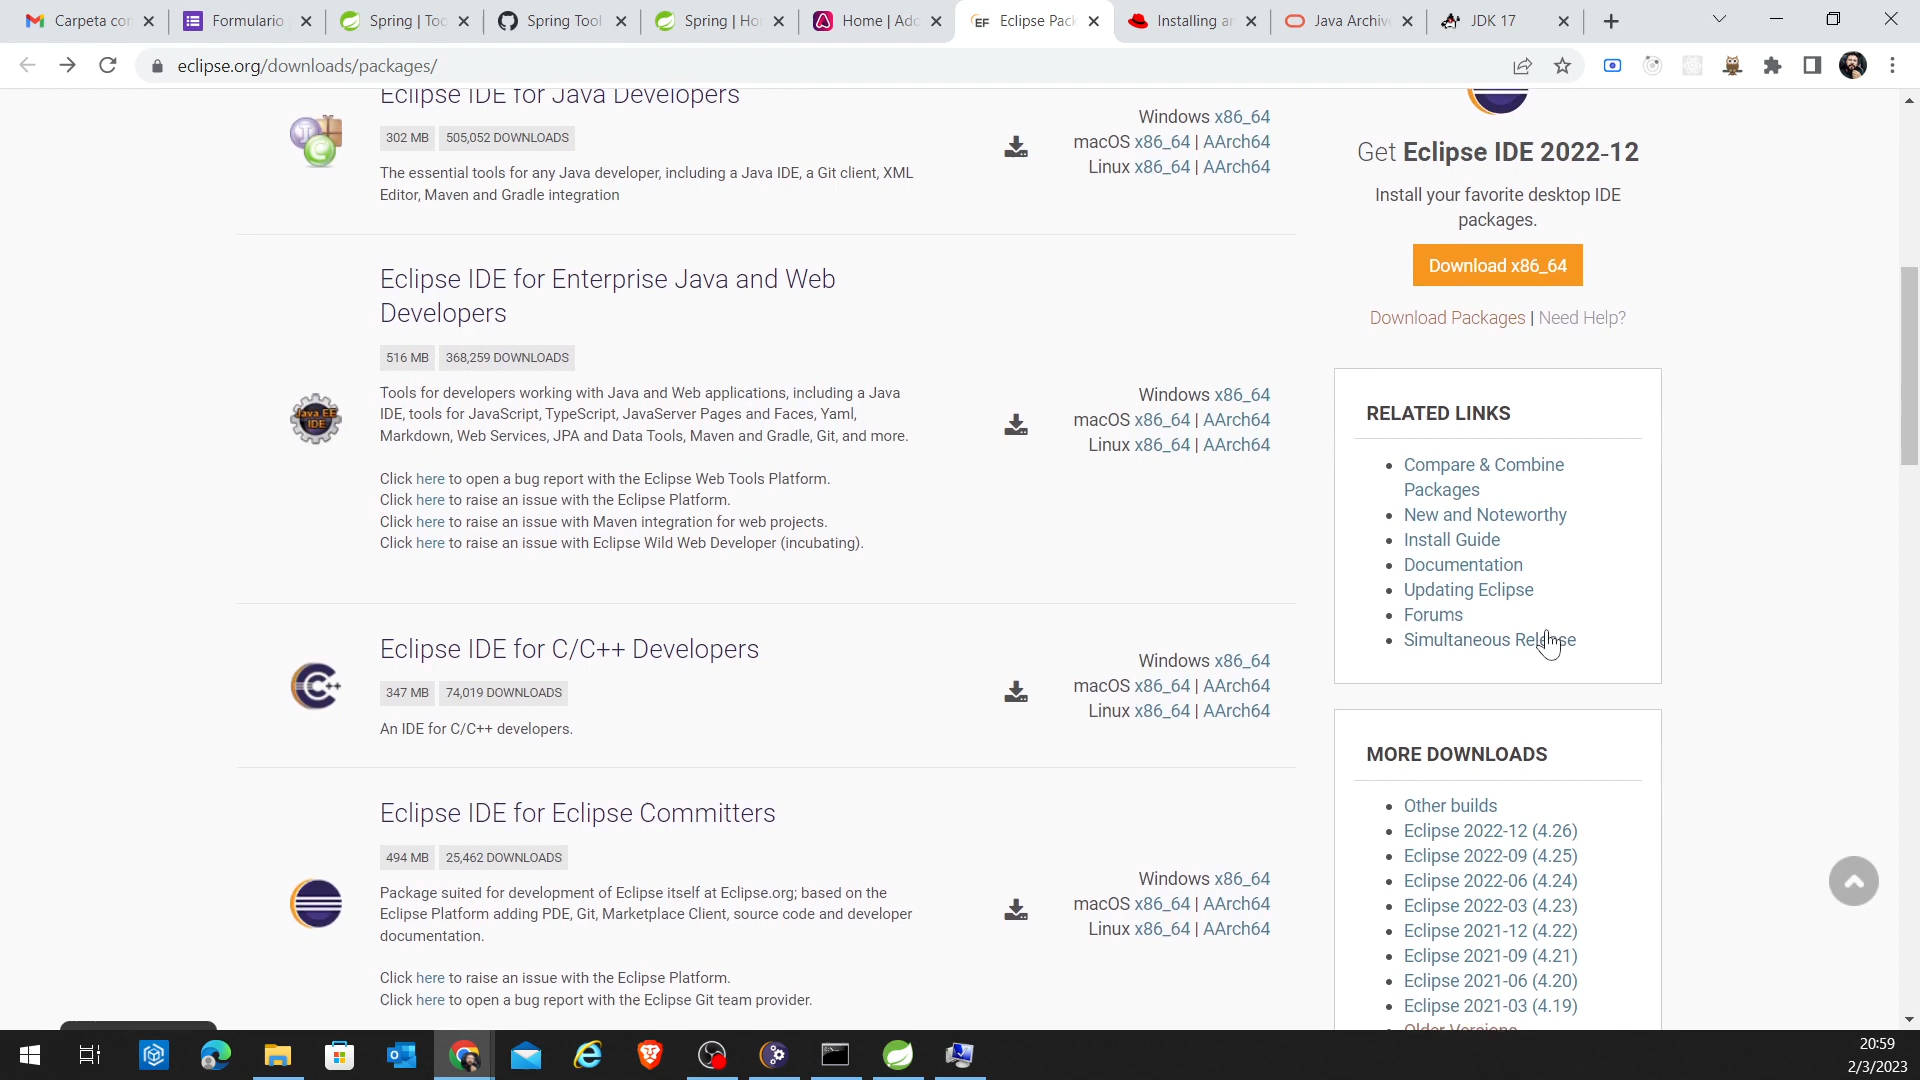 Carpeta con
Formulario
Spring | Too
Spring Tool
Spring | Ho
Home | Ado
Eclipse Pack
Installing an
Java Archive
JDK 17
eclipse.org/downloads/packages/
Eclipse IDE for Java Developers
302 MB 505,052 DOWNLOADS
The essential tools for any Java developer, including a Java IDE, a Git client, XML
Editor, Maven and Gradle integration
Windows x86_64
macOS x86_64 | AArch64
Linux x86_64 | AArch64
Eclipse IDE for Enterprise Java and Web
Developers
516 MB 368,259 DOWNLOADS
Tools for developers working with Java and Web applications, including a Java
IDE, tools for JavaScript, TypeScript, JavaServer Pages and Faces, Yaml,
Markdown, Web Services, JPA and Data Tools, Maven and Gradle, Git, and more.
Click here to open a bug report with the Eclipse Web Tools Platform.
Click here to raise an issue with the Eclipse Platform.
Click here to raise an issue with Maven integration for web projects.
Click here to raise an issue with Eclipse Wild Web Developer (incubating).
Java EE
IDE
Windows x86_64
macOS x86_64 | AArch64
Linux x86_64 | AArch64
Eclipse IDE for C/C++ Developers
347 MB 74,019 DOWNLOADS
An IDE for C/C++ developers.
Windows x86_64
macOS x86_64 | AArch64
Linux x86_64 | AArch64
Eclipse IDE for Eclipse Committers
494 MB 25,462 DOWNLOADS
Package suited for development of Eclipse itself at Eclipse.org; based on the
Eclipse Platform adding PDE, Git, Marketplace Client, source code and developer
documentation.
Click here to raise an issue with the Eclipse Platform.
Click here to open a bug report with the Eclipse Git team provider.
Windows x86_64
macOS x86_64 | AArch64
Linux x86_64 | AArch64
Get Eclipse IDE 2022-12
Install your favorite desktop IDE
packages.
Download x86_64
Download Packages | Need Help?
RELATED LINKS
Compare & Combine
Packages
New and Noteworthy
Install Guide
Documentation
Updating Eclipse
Forums
Simultaneous Release
MORE DOWNLOADS
Other builds
Eclipse 2022-12 (4.26)
Eclipse 2022-09 (4.25)
Eclipse 2022-06 (4.24)
Eclipse 2022-03 (4.23)
Eclipse 2021-12 (4.22)
Eclipse 2021-09 (4.21)
Eclipse 2021-06 (4.20)
Eclipse 2021-03 (4.19)
Older Versions
20:59
2/3/2023